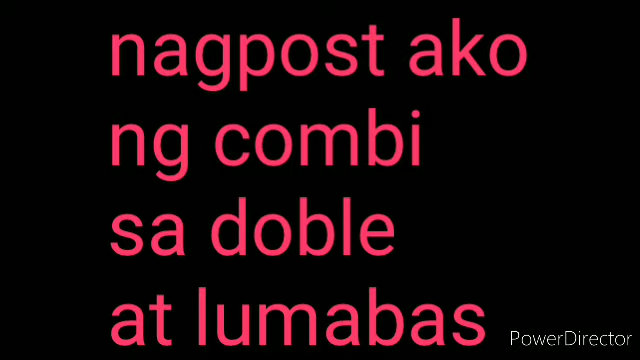 nagpost ako
ng combi
sa doble
at lumabas
PowerDirector